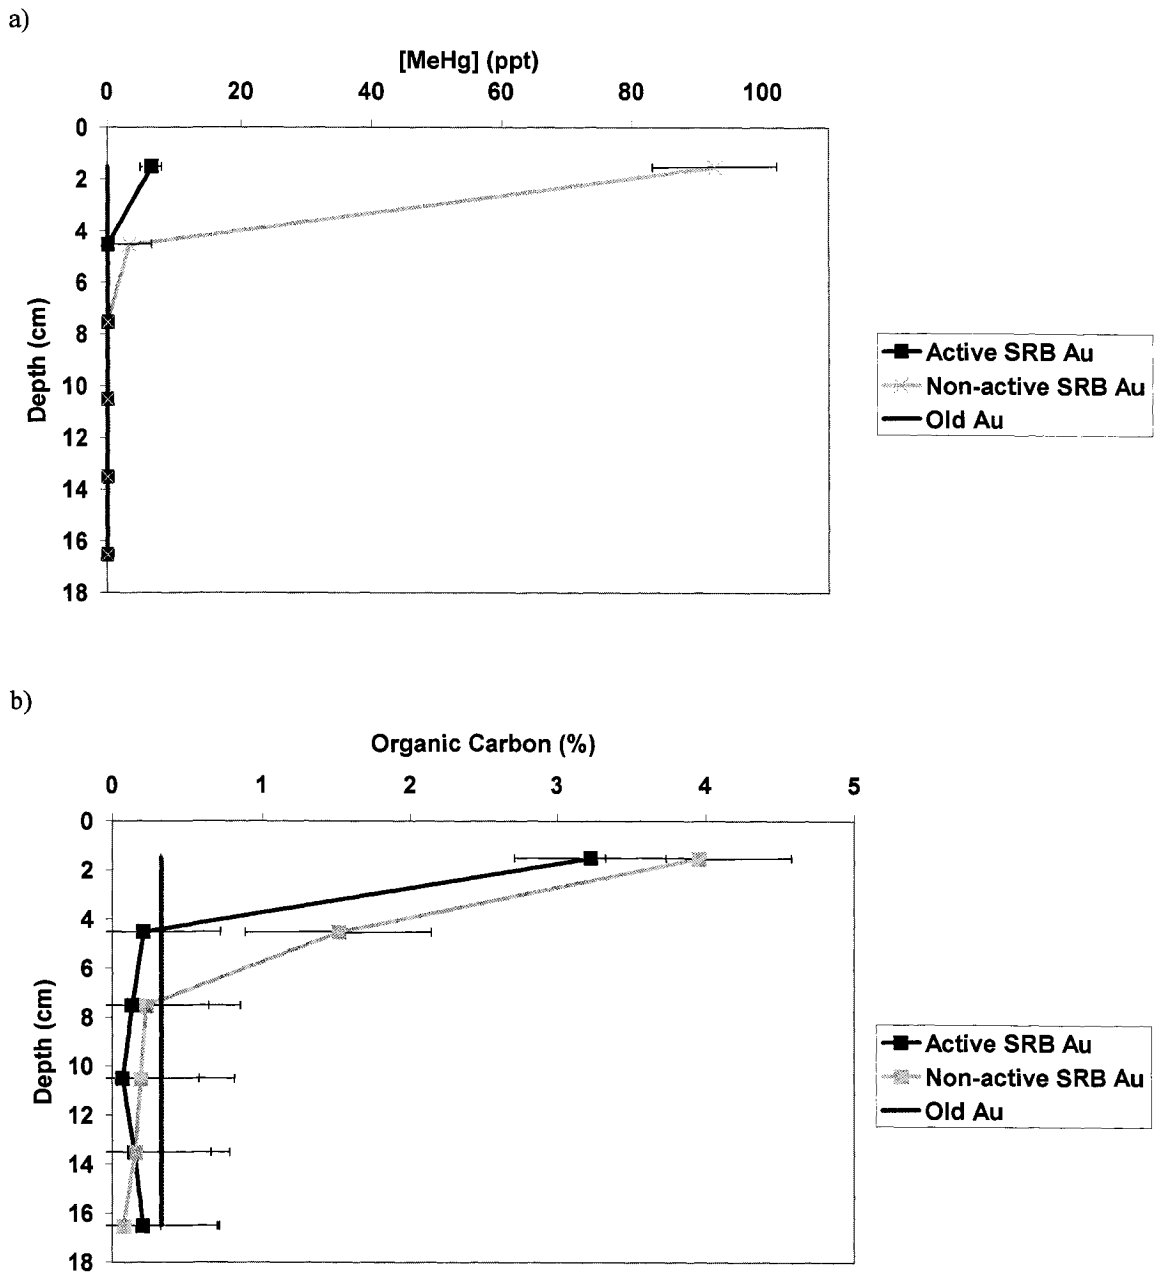 a)
[MeHg] (ppt)
0 20 40 60 80 100
0
2
4
6
8
10
12
14
16
18
Depth (cm)
Active SRB Au
Non-active SRB Au
Old Au
b)
Organic Carbon (%)
0 1 2 3 4 5
0
2
4
6
8
10
12
14
16
18
Depth (cm)
Active SRB Au
Non-active SRB Au
Old Au